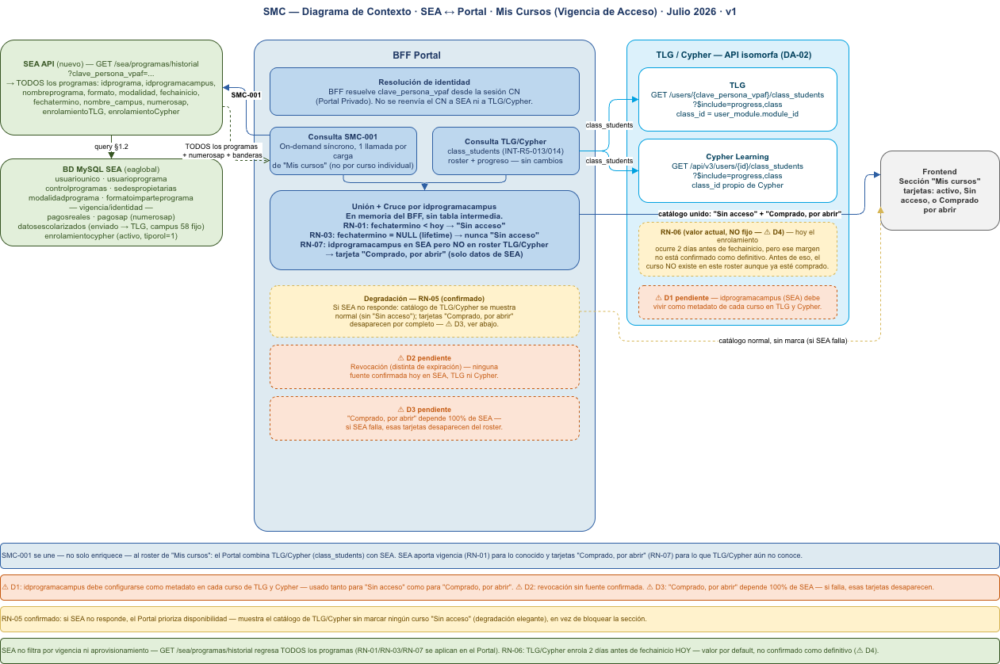 SMC — Diagrama de Contexto · SEA ↔ Portal · Mis Cursos (Vigencia de Acceso) · Julio 2026 · v1
SEA API (nuevo) — GET /sea/programas/historial
?clave_persona_vpaf=...
→ TODOS los programas: idprograma, idprogramacampus,
nombreprograma, formato, modalidad, fechainicio,
fechatermino, nombre_campus, numerosap,
enrolamientoTLG, enrolamientoCypher
query §1.2
BD MySQL SEA (eaglobal)
usuariounico · usuarioprograma
controlprogramas · sedespropietarias
modalidadprograma · formatoimparteprograma
— vigencia/identidad —
pagosreales · pagosap (numerosap)
datosescolarizados (enviado → TLG, campus 58 fijo)
enrolamientocypher (activo, tiporol=1)
SMC-001
TODOS los programas
+ numerosap + banderas
BFF Portal
Resolución de identidad
BFF resuelve clave_persona_vpaf desde la sesión CN
(Portal Privado). No se reenvía el CN a SEA ni a TLG/Cypher.
Consulta SMC-001
On-demand síncrono, 1 llamada por
carga
de "Mis cursos" (no por curso individual)
Consulta TLG/Cypher
class_students (INT-R5-013/014)
roster + progreso — sin cambios
Unión + Cruce por idprogramacampus
En memoria del BFF, sin tabla intermedia.
RN-01: fechatermino < hoy → "Sin acceso"
RN-03: fechatermino = NULL (lifetime) → nunca "Sin acceso"
RN-07: idprogramacampus en SEA pero NO en roster TLG/Cypher
→ tarjeta "Comprado, por abrir" (solo datos de SEA)
Degradación — RN-05 (confirmado)
Si SEA no responde: catálogo de TLG/Cypher se muestra
normal (sin "Sin acceso"); tarjetas "Comprado, por abrir"
desaparecen por completo — ⚠ D3, ver abajo.
⚠ D2 pendiente
Revocación (distinta de expiración) — ninguna
fuente confirmada hoy en SEA, TLG ni Cypher.
⚠ D3 pendiente
"Comprado, por abrir" depende 100% de SEA —
si SEA falla, esas tarjetas desaparecen del roster.
class_students
class_students
TLG / Cypher — API isomorfa (DA-02)
TLG
GET /users/{clave_persona_vpaf}/class_students
?$include=progress,class
class_id = user_module.module_id
Cypher Learning
GET /api/v3/users/{id}/class_students
?$include=progress,class
class_id propio de Cypher
catálogo unido: "Sin acceso" + "Comprado, por abrir"
RN-06 (valor actual, NO fijo — ⚠ D4) — hoy el
enrolamiento
ocurre 2 días antes de fechainicio, pero ese margen
no está confirmado como definitivo. Antes de eso, el
curso NO existe en este roster aunque ya esté comprado.
⚠ D1 pendiente — idprogramacampus (SEA) debe
vivir como metadato de cada curso en TLG y Cypher.
catálogo normal, sin marca (si SEA falla)
Frontend
Sección "Mis cursos"
tarjetas: activo, Sin
acceso, o Comprado
por abrir
SMC-001 se une — no solo enriquece — al roster de "Mis cursos": el Portal combina TLG/Cypher (class_students) con SEA. SEA aporta vigencia (RN-01) para lo conocido y tarjetas "Comprado, por abrir" (RN-07) para lo que TLG/Cypher aún no conoce.
⚠ D1: idprogramacampus debe configurarse como metadato en cada curso de TLG y Cypher — usado tanto para "Sin acceso" como para "Comprado, por abrir". ⚠ D2: revocación sin fuente confirmada. ⚠ D3: "Comprado, por abrir" depende 100% de SEA — si falla, esas tarjetas desaparecen.
RN-05 confirmado: si SEA no responde, el Portal prioriza disponibilidad — muestra el catálogo de TLG/Cypher sin marcar ningún curso "Sin acceso" (degradación elegante), en vez de bloquear la sección.
SEA no filtra por vigencia ni aprovisionamiento — GET /sea/programas/historial regresa TODOS los programas (RN-01/RN-03/RN-07 se aplican en el Portal). RN-06: TLG/Cypher enrola 2 días antes de fechainicio HOY — valor por default, no confirmado como definitivo (⚠ D4).